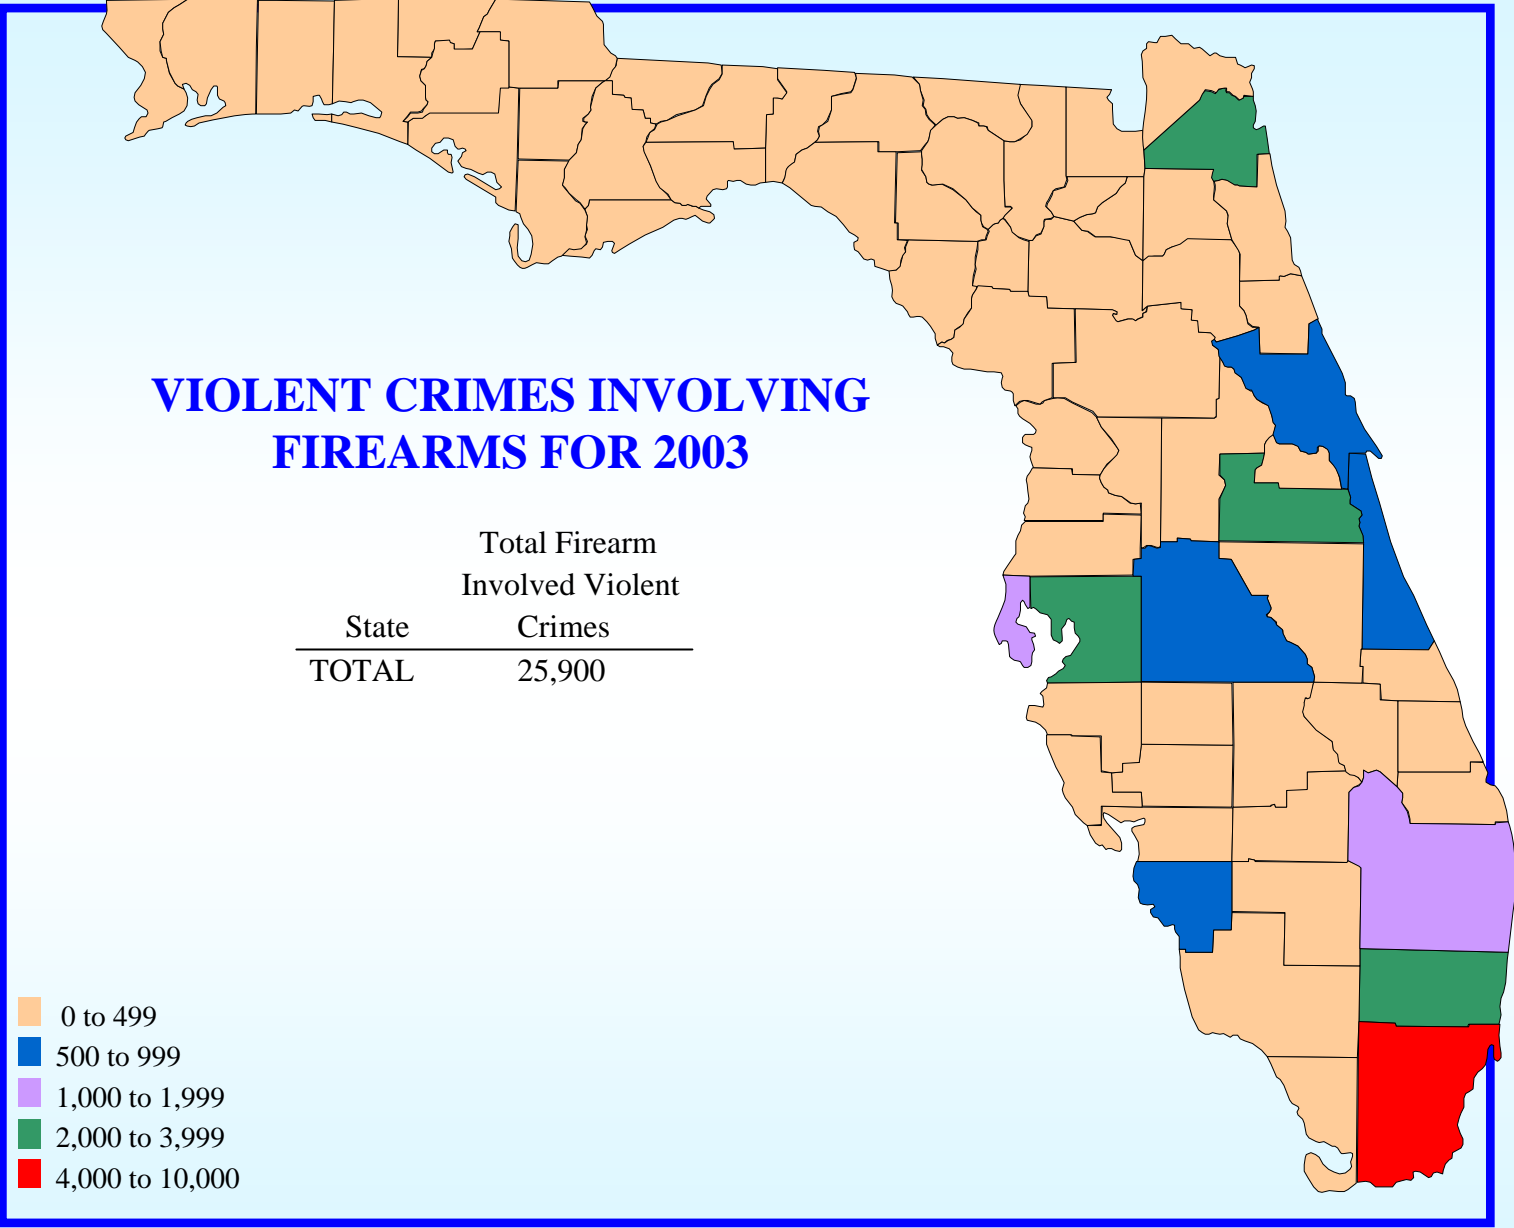 VIOLENT CRIMES INVOLVING
FIREARMS FOR 2003
Total Firearm
Involved Violent
State Crimes
TOTAL 25,900
0 to 499
500 to 999
1,000 to 1,999
2,000 to 3,999
4,000 to 10,000